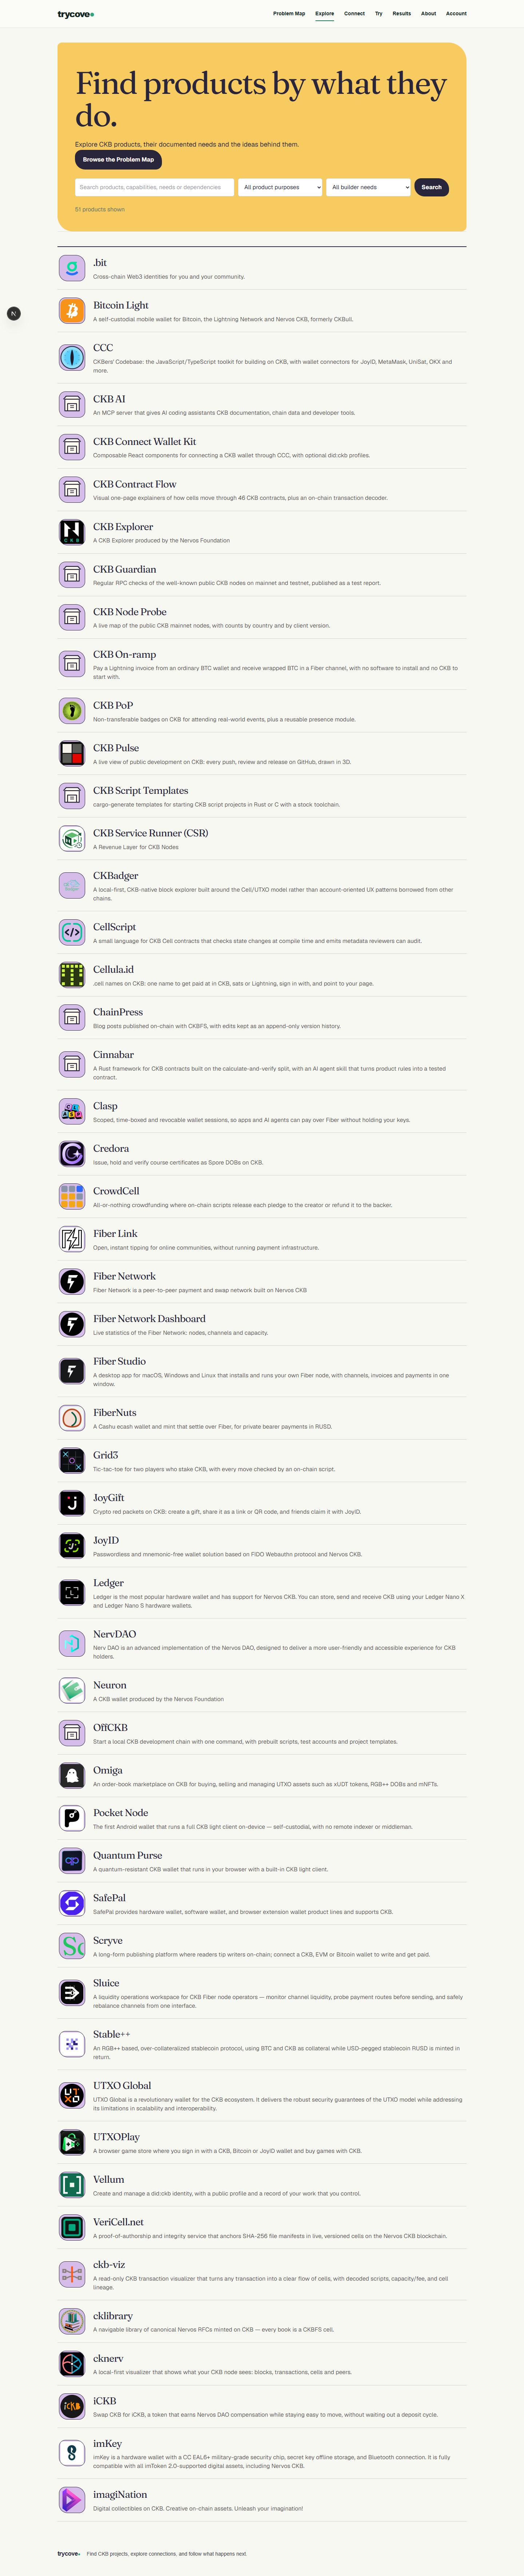 trycove
Problem Map
Explore
Connect
Try
Results
About
Account
Find products by what they
do.
Explore CKB products, their documented needs and the ideas behind them.
Browse the Problem Map
Search products, capabilities, needs or dependencies
All product purposes
All builder needs
Search
51 products shown
.bit
Cross-chain Web3 identities for you and your community.
N
Bitcoin Light
A self-custodial mobile wallet for Bitcoin, the Lightning Network and Nervos CKB, formerly CKBull.
CCC
CKBers' Codebase: the JavaScript/TypeScript toolkit for building on CKB, with wallet connectors for JoyID, MetaMask, UniSat, OKX and
more.
CKB AI
An MCP server that gives AI coding assistants CKB documentation, chain data and developer tools.
CKB Connect Wallet Kit
Composable React components for connecting a CKB wallet through CCC, with optional did:ckb profiles.
CKB Contract Flow
Visual one-page explainers of how cells move through 46 CKB contracts, plus an on-chain transaction decoder.
CKB Explorer
A CKB Explorer produced by the Nervos Foundation
CKB Guardian
Regular RPC checks of the well-known public CKB nodes on mainnet and testnet, published as a test report.
CKB Node Probe
A live map of the public CKB mainnet nodes, with counts by country and by client version.
CKB On-ramp
Pay a Lightning invoice from an ordinary BTC wallet and receive wrapped BTC in a Fiber channel, with no software to install and no CKB to
start with.
CKB PoP
Non-transferable badges on CKB for attending real-world events, plus a reusable presence module.
CKB Pulse
A live view of public development on CKB: every push, review and release on GitHub, drawn in 3D.
CKB Script Templates
cargo-generate templates for starting CKB script projects in Rust or C with a stock toolchain.
CKB Service Runner (CSR)
A Revenue Layer for CKB Nodes
CKBadger
A local-first, CKB-native block explorer built around the Cell/UTXO model rather than account-oriented UX patterns borrowed from other
chains.
CellScript
A small language for CKB Cell contracts that checks state changes at compile time and emits metadata reviewers can audit.
Cellula.id
.cell names on CKB: one name to get paid at in CKB, sats or Lightning, sign in with, and point to your page.
ChainPress
Blog posts published on-chain with CKBFS, with edits kept as an append-only version history.
Cinnabar
A Rust framework for CKB contracts built on the calculate-and-verify split, with an AI agent skill that turns product rules into a tested
contract.
Clasp
Scoped, time-boxed and revocable wallet sessions, so apps and AI agents can pay over Fiber without holding your keys.
Credora
Issue, hold and verify course certificates as Spore DOBs on CKB.
CrowdCell
All-or-nothing crowdfunding where on-chain scripts release each pledge to the creator or refund it to the backer.
Fiber Link
Open, instant tipping for online communities, without running payment infrastructure.
Fiber Network
Fiber Network is a peer-to-peer payment and swap network built on Nervos CKB
Fiber Network Dashboard
Live statistics of the Fiber Network: nodes, channels and capacity.
Fiber Studio
A desktop app for macOS, Windows and Linux that installs and runs your own Fiber node, with channels, invoices and payments in one
window.
FiberNuts
A Cashu ecash wallet and mint that settle over Fiber, for private bearer payments in RUSD.
Grid3
Tic-tac-toe for two players who stake CKB, with every move checked by an on-chain script.
JoyGift
Crypto red packets on CKB: create a gift, share it as a link or QR code, and friends claim it with JoyID.
JoyID
Passwordless and mnemonic-free wallet solution based on FIDO Webauthn protocol and Nervos CKB.
Ledger
Ledger is the most popular hardware wallet and has support for Nervos CKB. You can store, send and receive CKB using your Ledger Nano X
and Ledger Nano S hardware wallets.
NervDAO
Nerv DAO is an advanced implementation of the Nervos DAO, designed to deliver a more user-friendly and accessible experience for CKB
holders.
Neuron
A CKB wallet produced by the Nervos Foundation
OffCKB
Start a local CKB development chain with one command, with prebuilt scripts, test accounts and project templates.
Omiga
An order-book marketplace on CKB for buying, selling and managing UTXO assets such as xUDT tokens, RGB++ DOBs and mNFTs.
Pocket Node
The first Android wallet that runs a full CKB light client on-device — self-custodial, with no remote indexer or middleman.
Quantum Purse
A quantum-resistant CKB wallet that runs in your browser with a built-in CKB light client.
SafePal
SafePal provides hardware wallet, software wallet, and browser extension wallet product lines and supports CKB.
Scryve
A long-form publishing platform where readers tip writers on-chain; connect a CKB, EVM or Bitcoin wallet to write and get paid.
Sluice
A liquidity operations workspace for CKB Fiber node operators — monitor channel liquidity, probe payment routes before sending, and safely
rebalance channels from one interface.
Stable++
An RGB++ based, over-collateralized stablecoin protocol, using BTC and CKB as collateral while USD-pegged stablecoin RUSD is minted in
return.
UTXO Global
UTXO Global is a revolutionary wallet for the CKB ecosystem. It delivers the robust security guarantees of the UTXO model while addressing
its limitations in scalability and interoperability.
UTXOPlay
A browser game store where you sign in with a CKB, Bitcoin or JoyID wallet and buy games with CKB.
Vellum
Create and manage a did:ckb identity, with a public profile and a record of your work that you control.
VeriCell.net
A proof-of-authorship and integrity service that anchors SHA-256 file manifests in live, versioned cells on the Nervos CKB blockchain.
ckb-viz
A read-only CKB transaction visualizer that turns any transaction into a clear flow of cells, with decoded scripts, capacity/fee, and cell
lineage.
cklibrary
A navigable library of canonical Nervos RFCs minted on CKB — every book is a CKBFS cell.
cknerv
A local-first visualizer that shows what your CKB node sees: blocks, transactions, cells and peers.
iCKB
Swap CKB for iCKB, a token that earns Nervos DAO compensation while staying easy to move, without waiting out a deposit cycle.
imKey
imKey is a hardware wallet with a CC EAL6+ military-grade security chip, secret key offline storage, and Bluetooth connection. It is fully
compatible with all imToken 2.0-supported digital assets, including Nervos CKB.
imagiNation
Digital collectibles on CKB. Creative on-chain assets. Unleash your imagination!
trycove
Find CKB projects, explore connections, and follow what happens next.